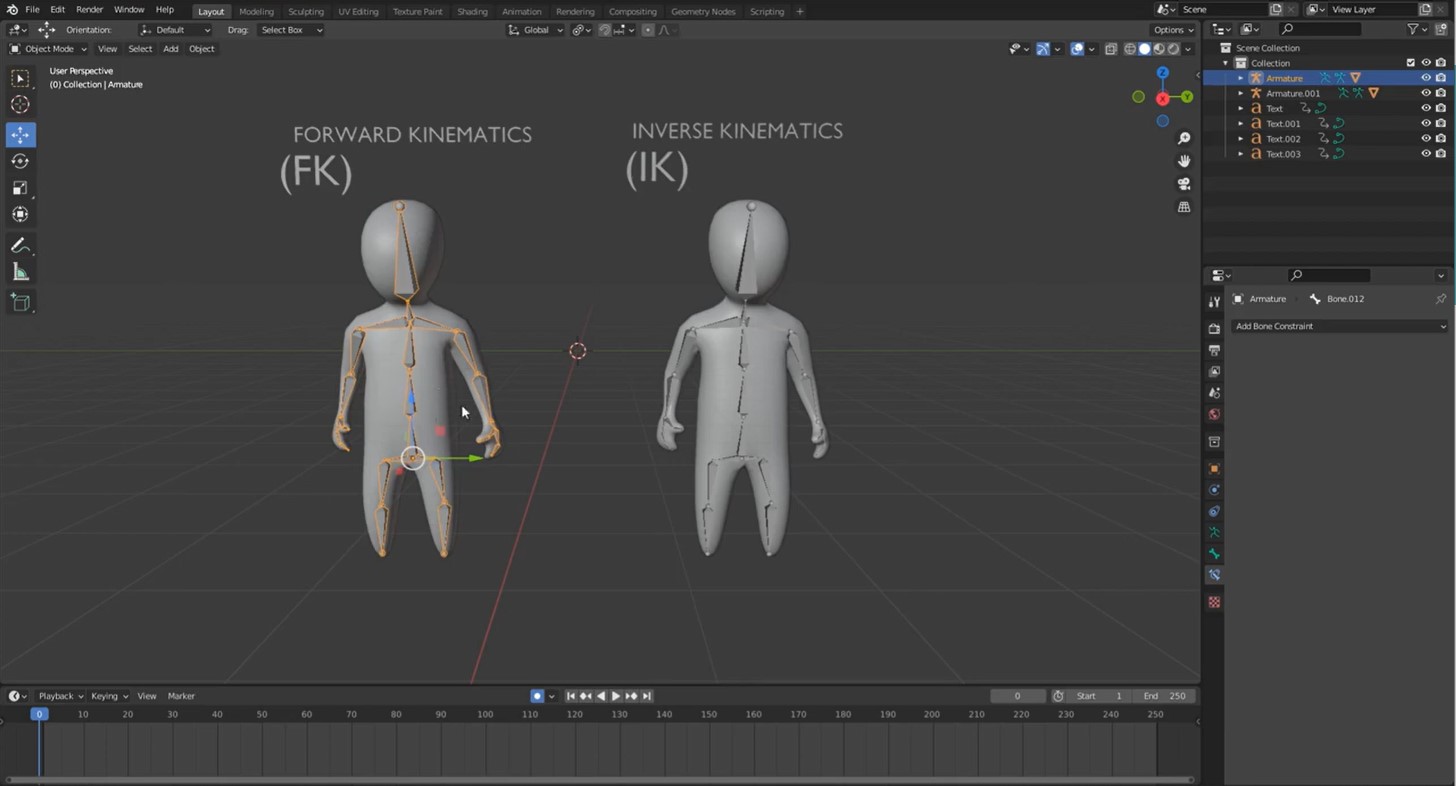 File Edit Render Window Help Layout Modeling Sculpting UV Editing Texture Paint Shading Animation Rendering Compositing Geometry Nodes Scripting + Scene View Layer
Orientation: Default Drag: Select Box Global Options
Object Mode View Select Add Object
User Perspective
(0) Collection | Armature
Z
Y
X
FORWARD KINEMATICS
(FK)
INVERSE KINEMATICS
(IK)
Scene Collection
Collection
Armature
Armature.001
Text
Text.001
Text.002
Text.003
Armature Bone.012
Add Bone Constraint
Playback Keying View Marker 0 Start 1 End 250
0 10 20 30 40 50 60 70 80 90 100 110 120 130 140 150 160 170 180 190 200 210 220 230 240 250